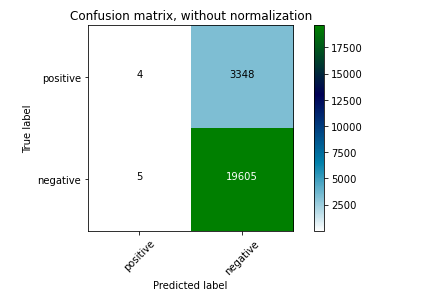 Confusion matrix, without normalization
positive
4
3348
negative
5
19605
True label
positive
negative
Predicted label
17500
15000
12500
10000
7500
5000
2500